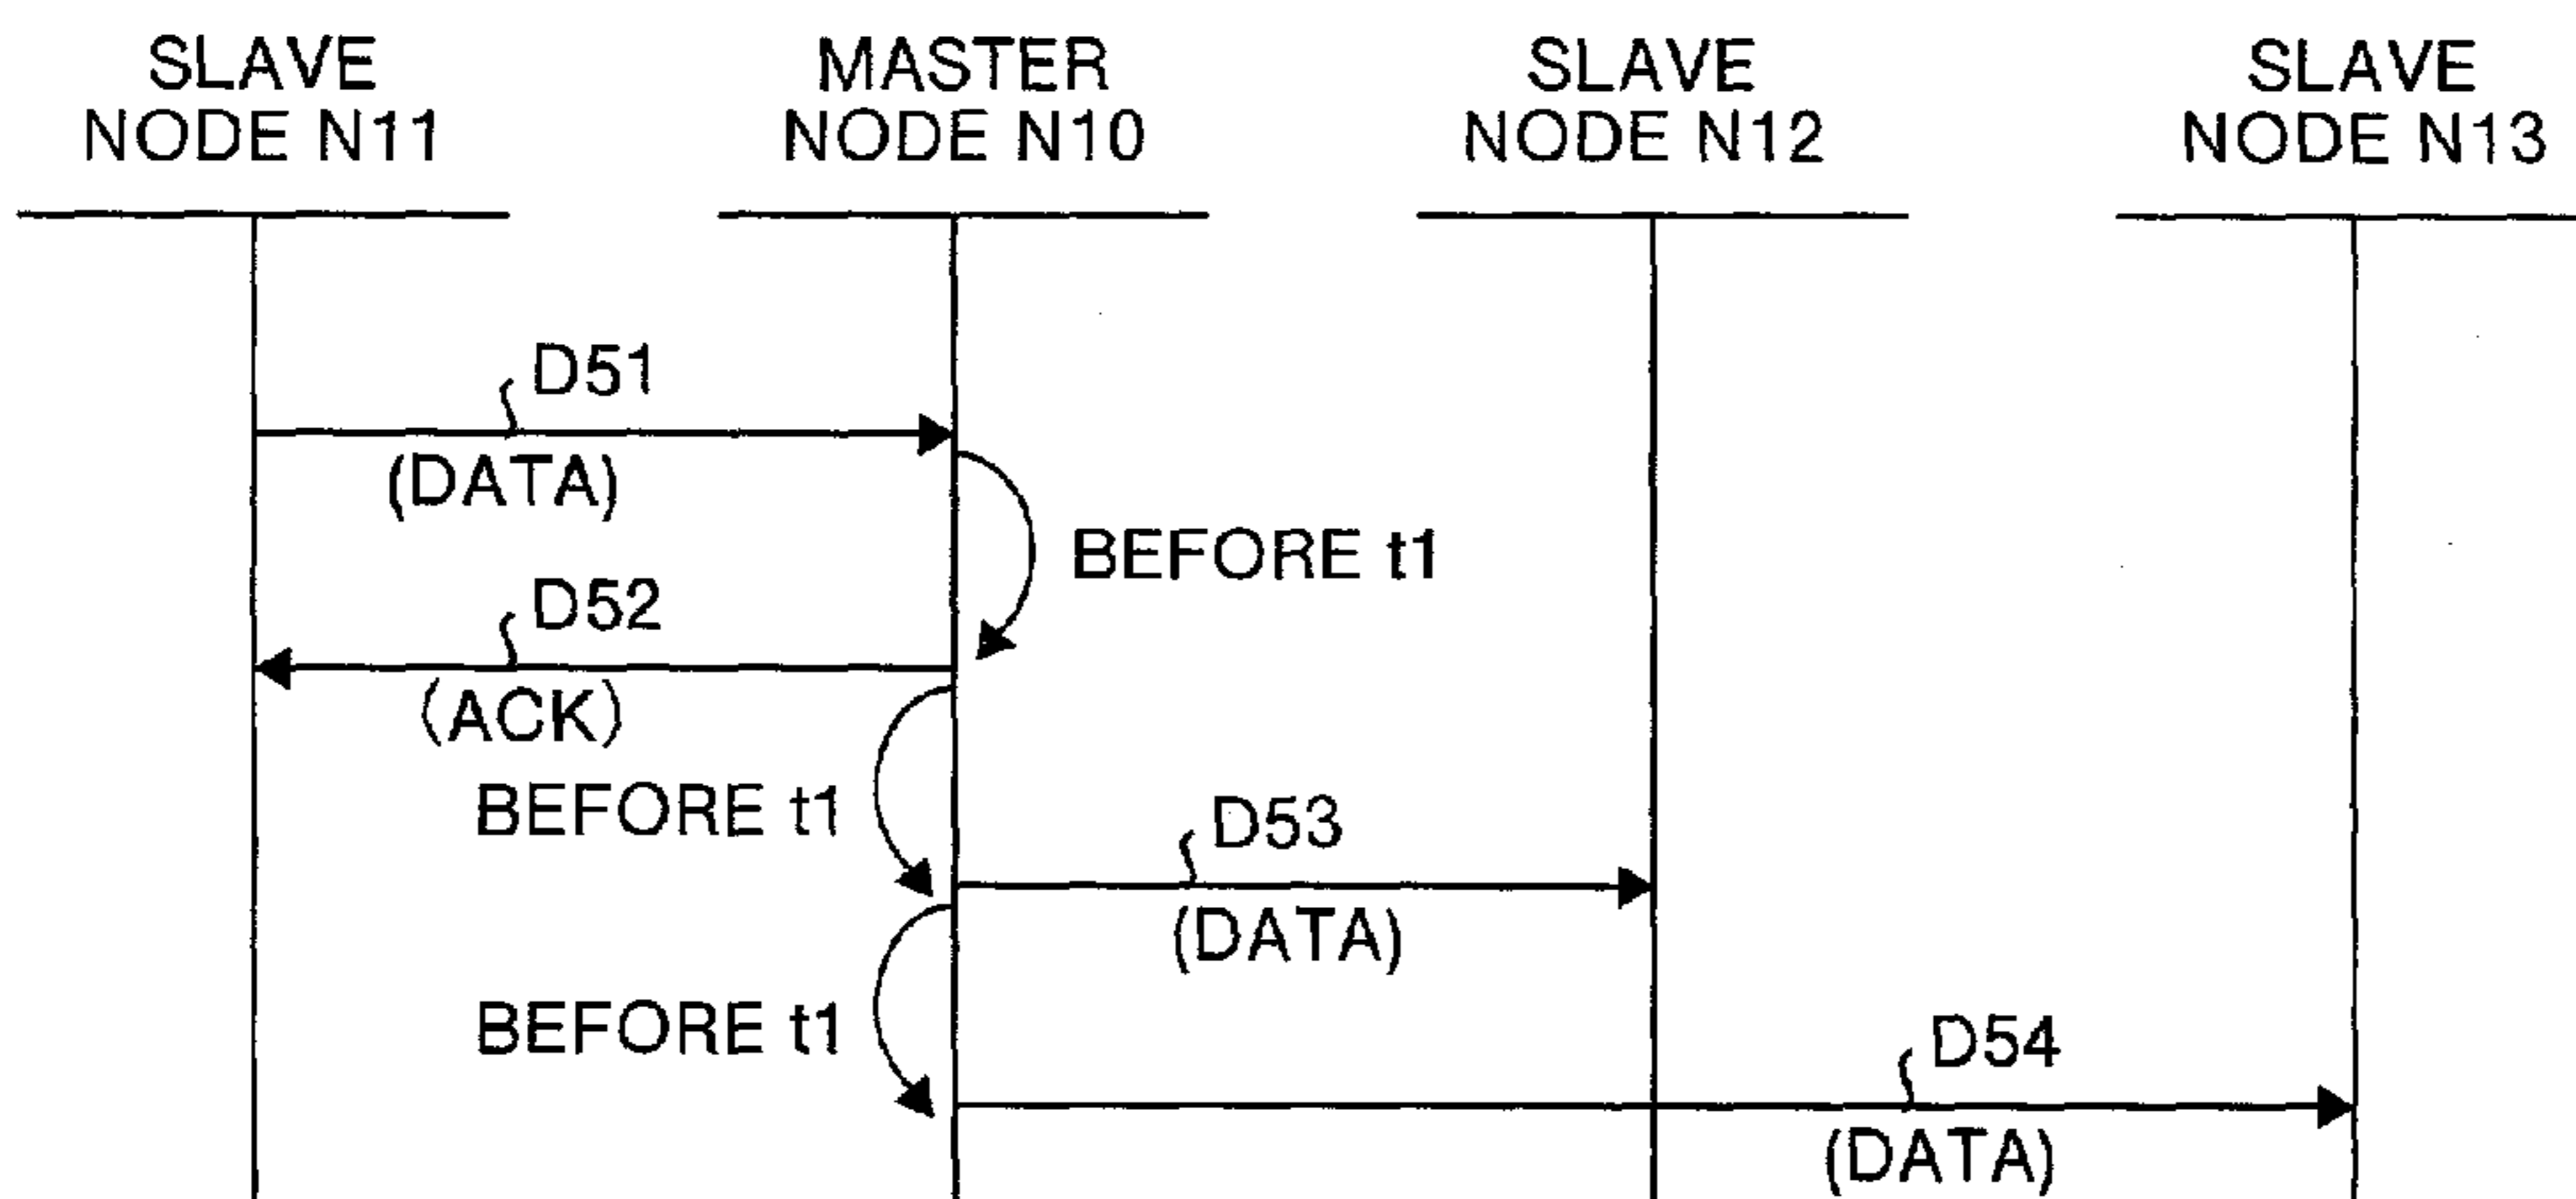 SLAVE
NODE N11
MASTER
NODE N10
SLAVE
NODE N12
SLAVE
NODE N13
D51
(DATA)
BEFORE t1
D52
(ACK)
BEFORE t1
D53
(DATA)
BEFORE t1
D54
(DATA)